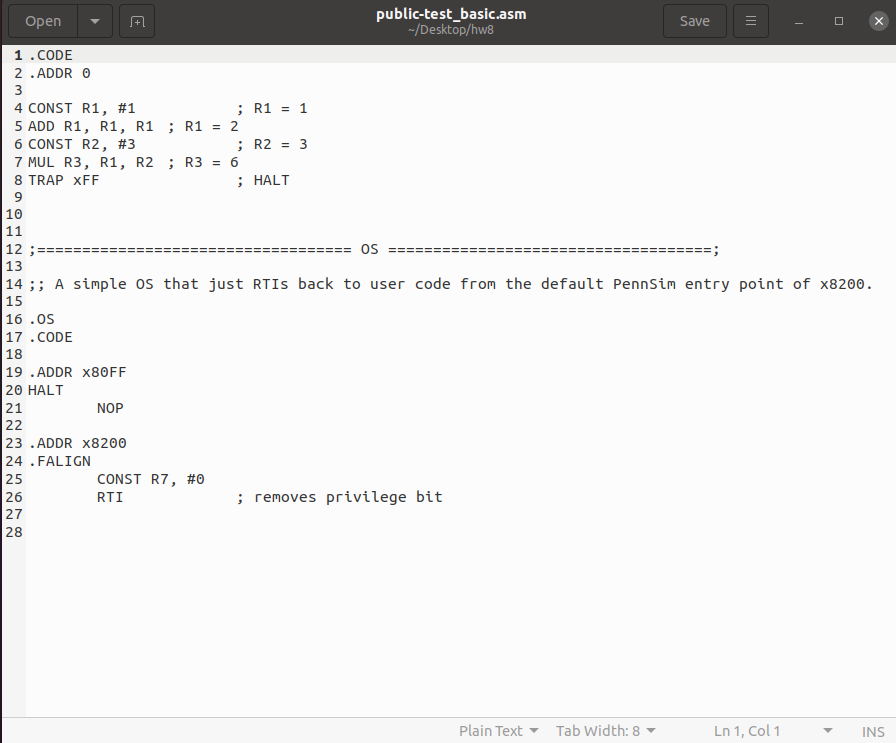 Open
public-test_basic.asm
~/Desktop/hw8
Save
1 .CODE
2 .ADDR 0
3
4 CONST R1, #1 ; R1 = 1
5 ADD R1, R1, R1 ; R1 = 2
6 CONST R2, #3 ; R2 = 3
7 MUL R3, R1, R2 ; R3 = 6
8 TRAP xFF ; HALT
9
10
11
12 ;=================================== OS ====================================;
13
14 ;; A simple OS that just RTIs back to user code from the default PennSim entry point of x8200.
15
16 .OS
17 .CODE
18
19 .ADDR x80FF
20 HALT
21 NOP
22
23 .ADDR x8200
24 .FALIGN
25 CONST R7, #0
26 RTI ; removes privilege bit
27
28
Plain Text Tab Width: 8 Ln 1, Col 1 INS